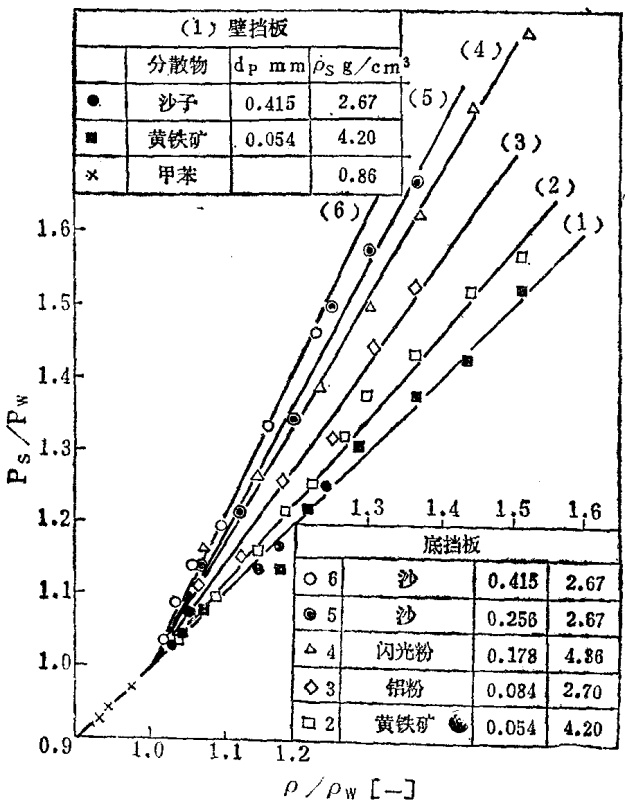 (1) 壁挡板
分散物 dP mm ρS g/cm³
● 沙子 0.415 2.67
■ 黄铁矿 0.054 4.20
× 甲苯 0.86
(4)
(5)
(3)
(6)
(2)
(1)
1.6
1.5
1.4
1.3
1.2
1.1
1.0
0.9
PS/PW
1.3 1.4 1.5 1.6
底挡板
○ 6 沙 0.415 2.67
◉ 5 沙 0.256 2.67
△ 4 闪光粉 0.178 4.86
◇ 3 铝粉 0.084 2.70
□ 2 黄铁矿 0.054 4.20
1.0 1.1 1.2
ρ/ρW [—]